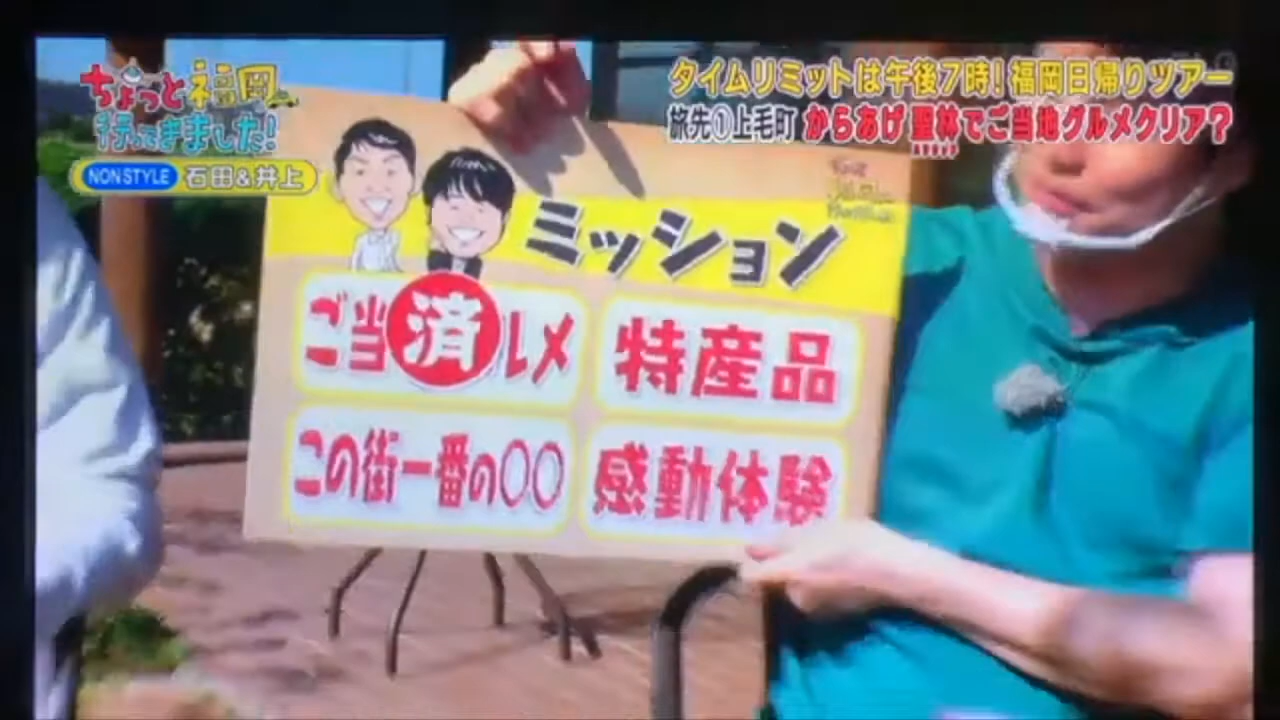 ちょっと福岡
行ってきました!
NON STYLE 石田&井上
タイムリミットは午後7時!福岡日帰りツアー
旅先①上毛町 からあげ 聖林でご当地グルメクリア?
ミッション
ご当 済 ルメ
特産品
この街一番の〇〇
感動体験